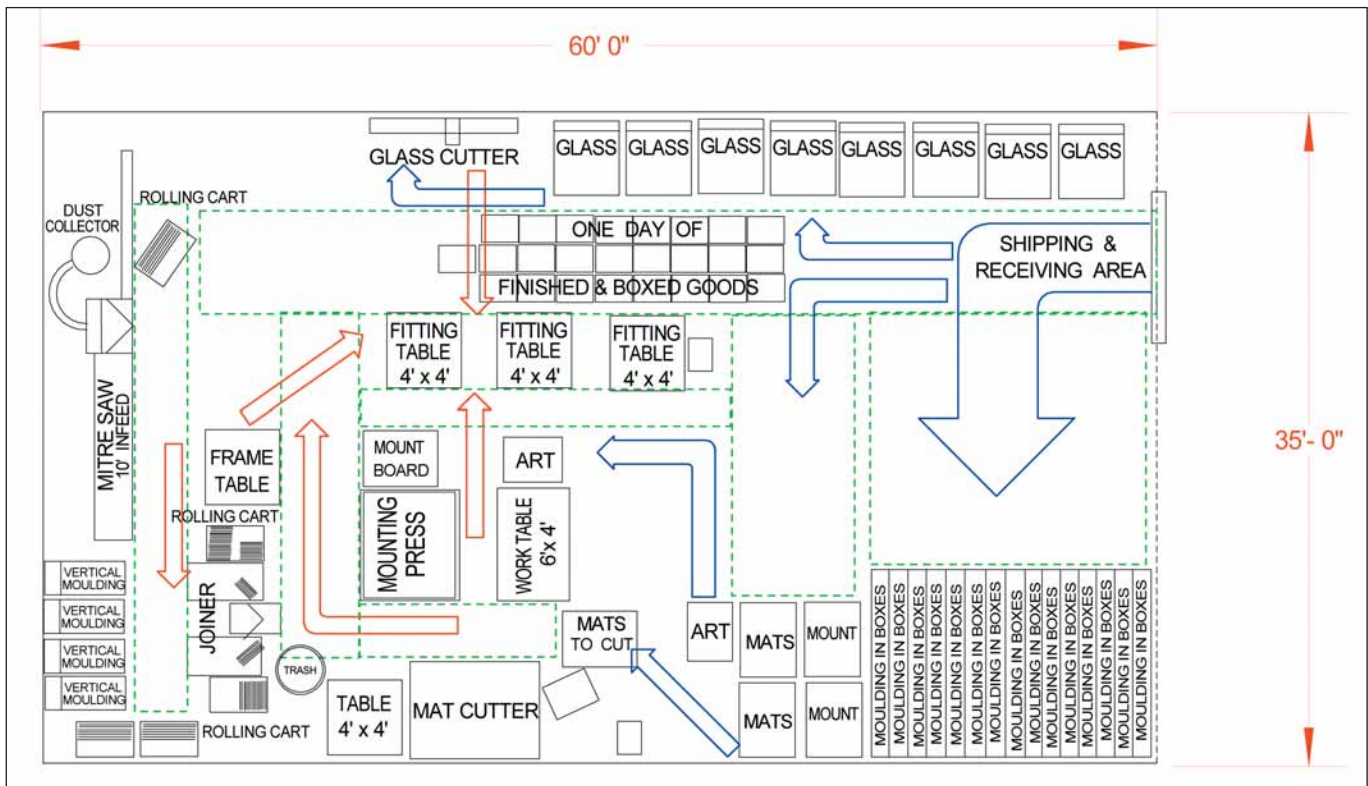 60' 0"
GLASS CUTTER
GLASS
GLASS
GLASS
GLASS
GLASS
GLASS
GLASS
GLASS
ROLLING CART
DUST
COLLECTOR
ONE DAY OF
FINISHED & BOXED GOODS
SHIPPING &
RECEIVING AREA
35'- 0"
MITRE SAW
10' INFEED
FITTING
TABLE
4' x 4'
FITTING
TABLE
4' x 4'
FITTING
TABLE
4' x 4'
FRAME
TABLE
MOUNT
BOARD
ART
ROLLING CART
MOUNTING
PRESS
WORK TABLE
6'x 4'
VERTICAL
MOULDING
VERTICAL
MOULDING
VERTICAL
MOULDING
VERTICAL
MOULDING
JOINER
TRASH
MATS
TO CUT
ART
MATS
MOUNT
MATS
MOUNT
TABLE
4' x 4'
MAT CUTTER
ROLLING CART
MOULDING IN BOXES
MOULDING IN BOXES
MOULDING IN BOXES
MOULDING IN BOXES
MOULDING IN BOXES
MOULDING IN BOXES
MOULDING IN BOXES
MOULDING IN BOXES
MOULDING IN BOXES
MOULDING IN BOXES
MOULDING IN BOXES
MOULDING IN BOXES
MOULDING IN BOXES
MOULDING IN BOXES